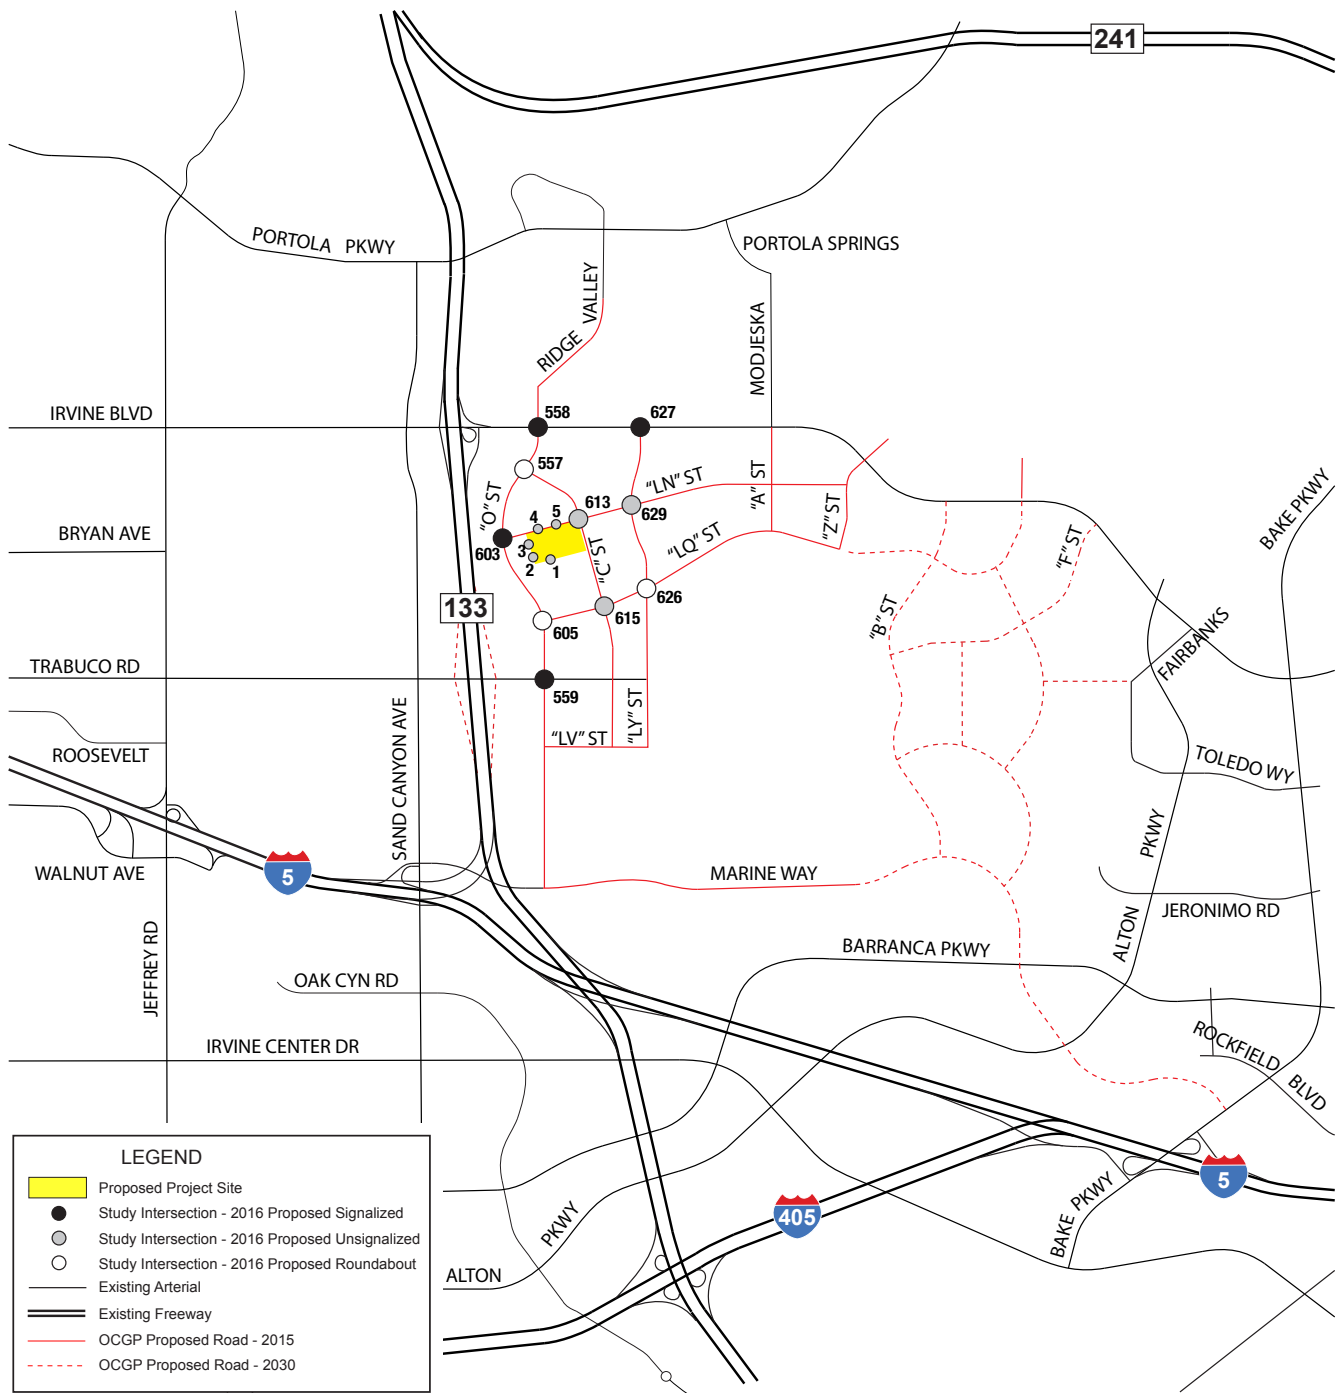 241
PORTOLA PKWY
PORTOLA SPRINGS
RIDGE VALLEY
MODJESKA
IRVINE BLVD
558
627
557
"O" ST
613
"LN" ST
629
"A" ST
"Z" ST
BAKE PKWY
BRYAN AVE
4
5
603
3
2
1
"C" ST
"LQ" ST
"F" ST
133
626
615
605
"B" ST
FAIRBANKS
TRABUCO RD
559
"LV" ST
"LY" ST
ROOSEVELT
SAND CANYON AVE
TOLEDO WY
WALNUT AVE
5
MARINE WAY
ALTON PKWY
JERONIMO RD
JEFFREY RD
OAK CYN RD
BARRANCA PKWY
IRVINE CENTER DR
ROCKFIELD BLVD
5
BAKE PKWY
405
ALTON PKWY
LEGEND
Proposed Project Site
Study Intersection - 2016 Proposed Signalized
Study Intersection - 2016 Proposed Unsignalized
Study Intersection - 2016 Proposed Roundabout
Existing Arterial
Existing Freeway
OCGP Proposed Road - 2015
OCGP Proposed Road - 2030